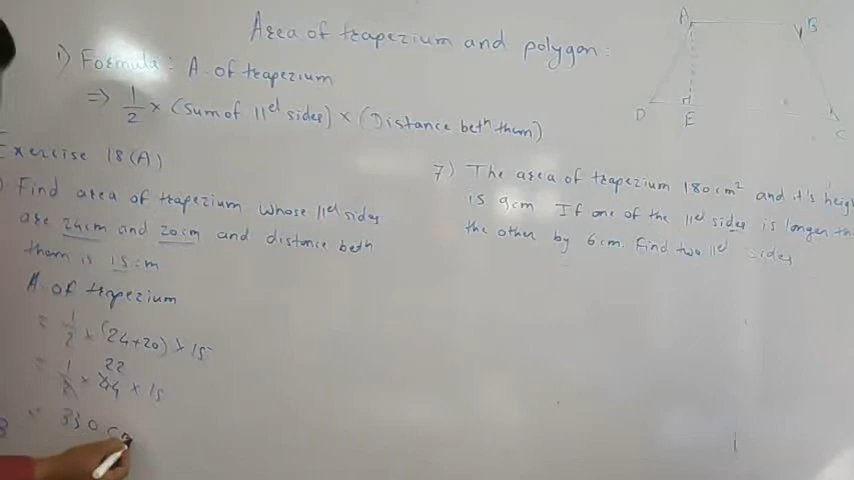 Area of trapezium and polygon:
1) Formula: A. of trapezium
=> 1/2 × (Sum of ||el sides) × (Distance beth them)
Exercise 18(A)
) Find area of trapezium whose ||el sides
are 24cm and 20cm and distance beth
them is 15cm
A. of trapezium
= 1/2 × (24+20) × 15
= 1/2 × 44 × 15
22
= 330 cm
7) The area of trapezium 180cm² and it's heigh
is 9cm If one of the ||el sides is longer th
the other by 6cm. Find two ||el sides
A
B
D
E
C